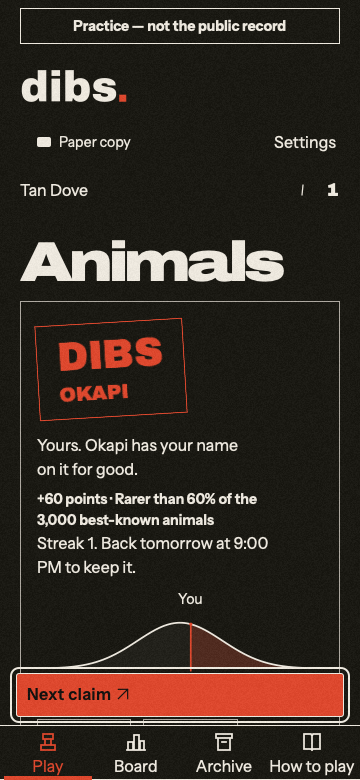 Practice — not the public record
dibs.
Paper copy
Settings
Tan Dove
/ 1
Animals
DIBS
OKAPI
Yours. Okapi has your name
on it for good.
+60 points · Rarer than 60% of the
3,000 best-known animals
Streak 1. Back tomorrow at 9:00
PM to keep it.
You
Next claim ↗
Play
Board
Archive
How to play